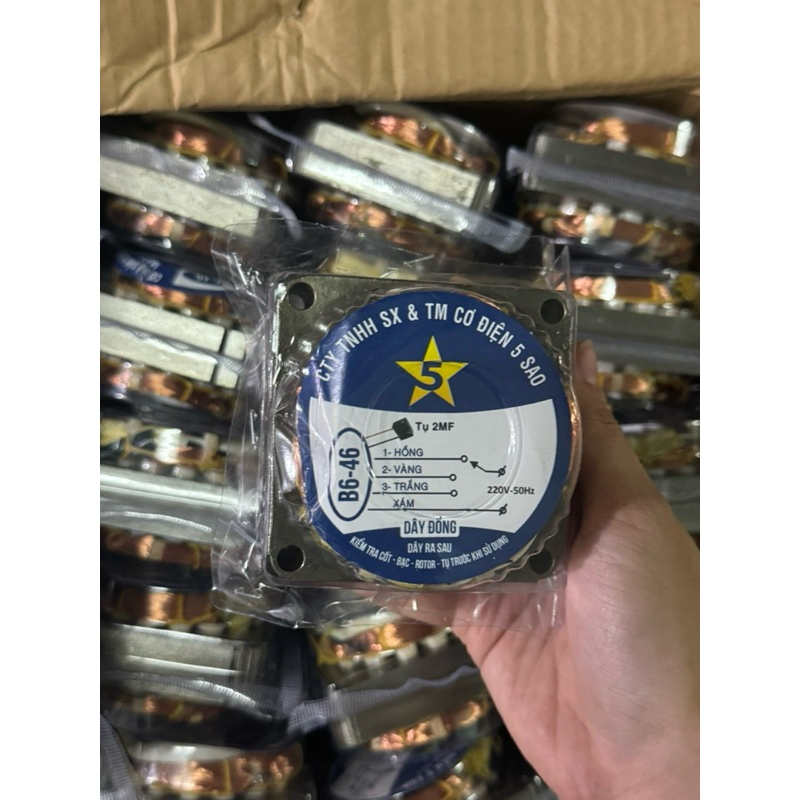 CTY TNHH SX & TM CƠ ĐIỆN 5 SAO
5
Tụ 2MF
B6-46
1- HỒNG
2- VÀNG
3- TRẮNG
XÁM
220V-50Hz
DÂY ĐỒNG
DÂY RA SAU
KIỂM TRA CỐT - BẠC - ROTOR - TỤ TRƯỚC KHI SỬ DỤNG